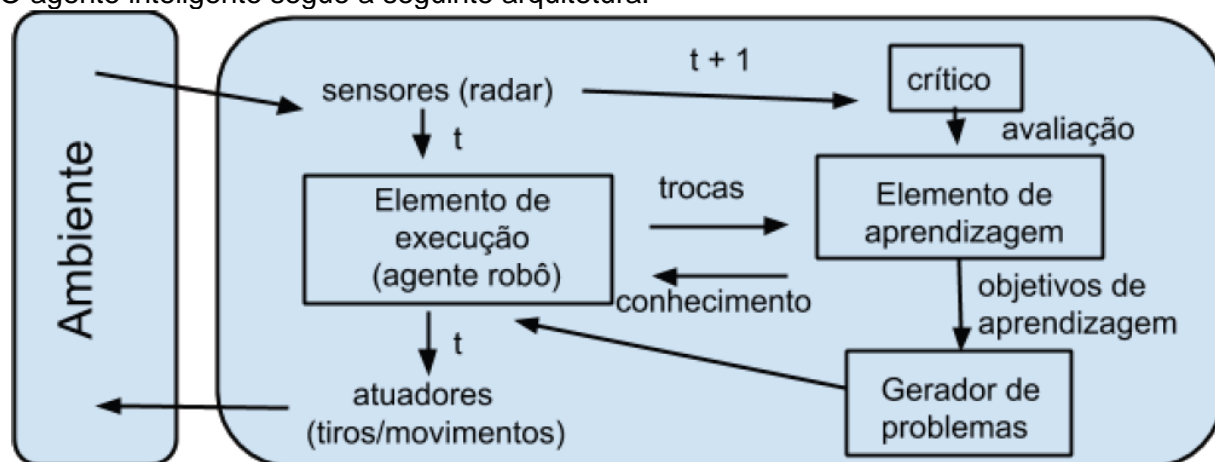 O agente inteligente segue a seguinte arquitetura:
Ambiente
sensores (radar)
t + 1
crítico
t
avaliação
Elemento de
execução
(agente robô)
trocas
conhecimento
Elemento de
aprendizagem
objetivos de
aprendizagem
t
atuadores
(tiros/movimentos)
Gerador de
problemas